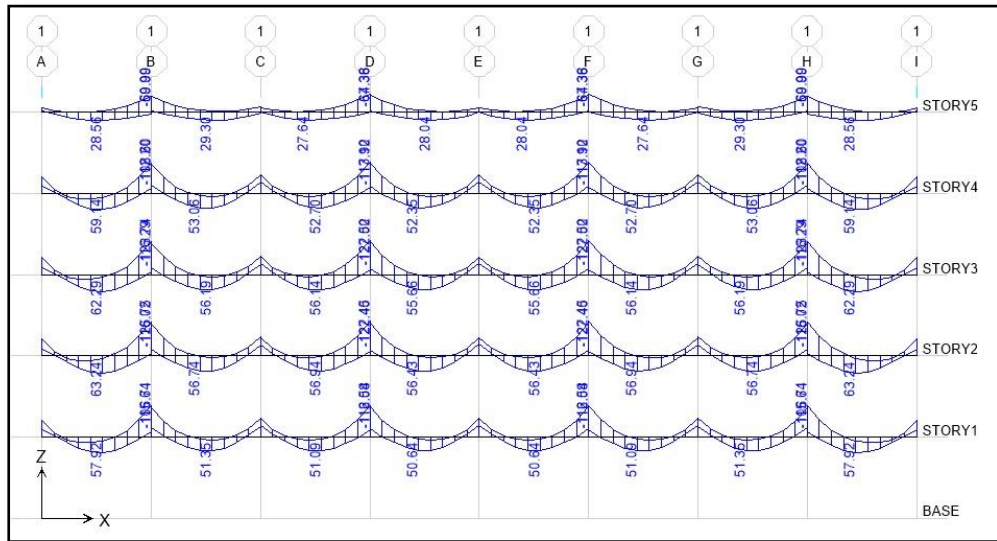 1 1 1 1 1 1 1 1 1
A B C D E F G H I
STORY5
28.56 29.30 27.64 28.04 28.04 27.64 29.30 28.56
STORY4
59.14 53.06 52.70 52.35 52.35 52.70 53.06 59.14
STORY3
62.29 56.19 56.14 55.66 55.66 56.14 56.19 62.29
STORY2
63.24 56.74 56.94 56.43 56.43 56.94 56.74 63.24
STORY1
57.92 51.35 51.09 50.64 50.64 51.09 51.35 57.92
Z
X
BASE